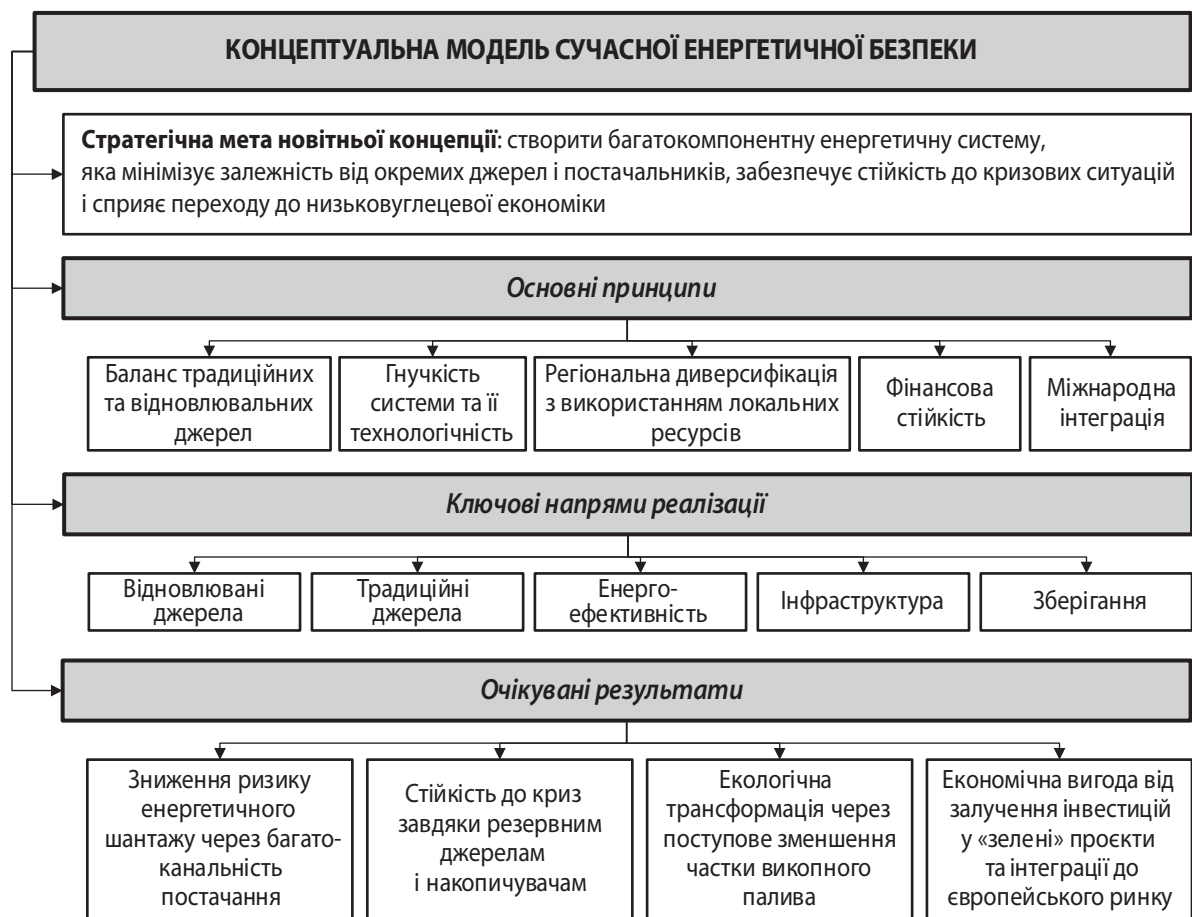 КОНЦЕПТУАЛЬНА МОДЕЛЬ СУЧАСНОЇ ЕНЕРГЕТИЧНОЇ БЕЗПЕКИ
Стратегічна мета новітньої концепції: створити багатокомпонентну енергетичну систему,
яка мінімізує залежність від окремих джерел і постачальників, забезпечує стійкість до кризових ситуацій
і сприяє переходу до низьковуглецевої економіки
Основні принципи
Баланс традиційних
та відновлювальних
джерел
Гнучкість
системи та її
технологічність
Регіональна диверсифікація
з використанням локальних
ресурсів
Фінансова
стійкість
Міжнародна
інтеграція
Ключові напрями реалізації
Відновлювані
джерела
Традиційні
джерела
Енерго-
ефективність
Інфраструктура
Зберігання
Очікувані результати
Зниження ризику
енергетичного
шантажу через багато-
канальність
постачання
Стійкість до криз
завдяки резервним
джерелам
і накопичувачам
Екологічна
трансформація через
поступове зменшення
частки викопного
палива
Економічна вигода від
залучення інвестицій
у «зелені» проєкти
та інтеграції до
європейського ринку